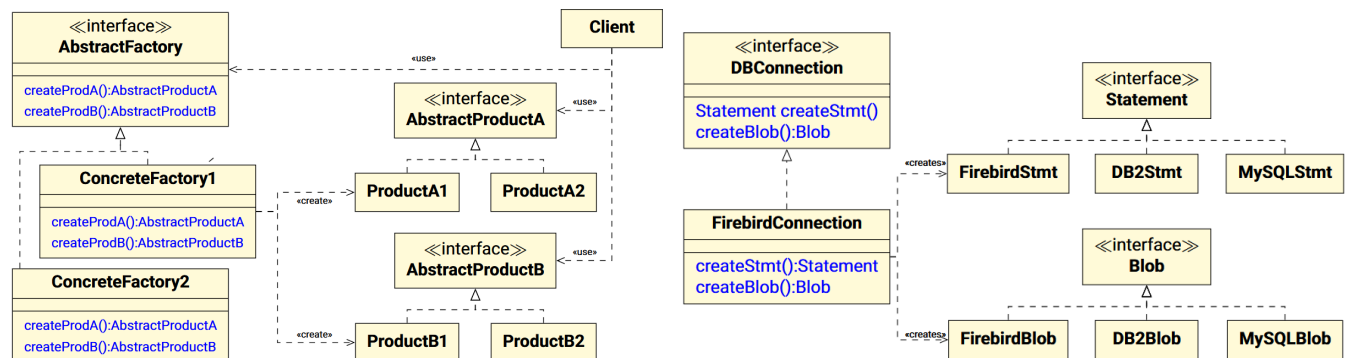 ≪interface≫
AbstractFactory
createProdA():AbstractProductA
createProdB():AbstractProductB
Client
«use»
≪interface≫
AbstractProductA
«use»
ConcreteFactory1
createProdA():AbstractProductA
createProdB():AbstractProductB
«create»
ProductA1
ProductA2
≪interface≫
AbstractProductB
«use»
ConcreteFactory2
createProdA():AbstractProductA
createProdB():AbstractProductB
«create»
ProductB1
ProductB2
≪interface≫
DBConnection
Statement createStmt()
createBlob():Blob
≪interface≫
Statement
«creates»
FirebirdStmt
DB2Stmt
MySQLStmt
FirebirdConnection
createStmt():Statement
createBlob():Blob
≪interface≫
Blob
«creates»
FirebirdBlob
DB2Blob
MySQLBlob